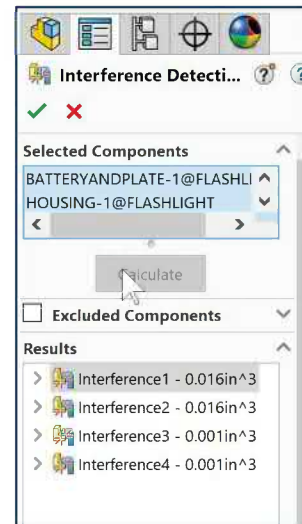 Interference Detecti...
Selected Components
BATTERYANDPLATE-1@FLASHLI
HOUSING-1@FLASHLIGHT
Calculate
Excluded Components
Results
Interference1 - 0.016in^3
Interference2 - 0.016in^3
Interference3 - 0.001in^3
Interference4 - 0.001in^3